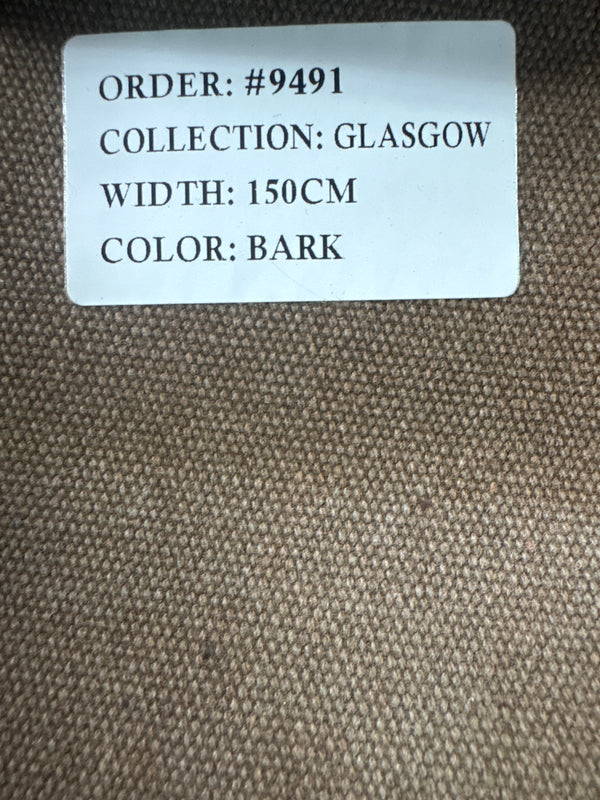 ORDER: #9491
COLLECTION: GLASGOW
WIDTH: 150CM
COLOR: BARK